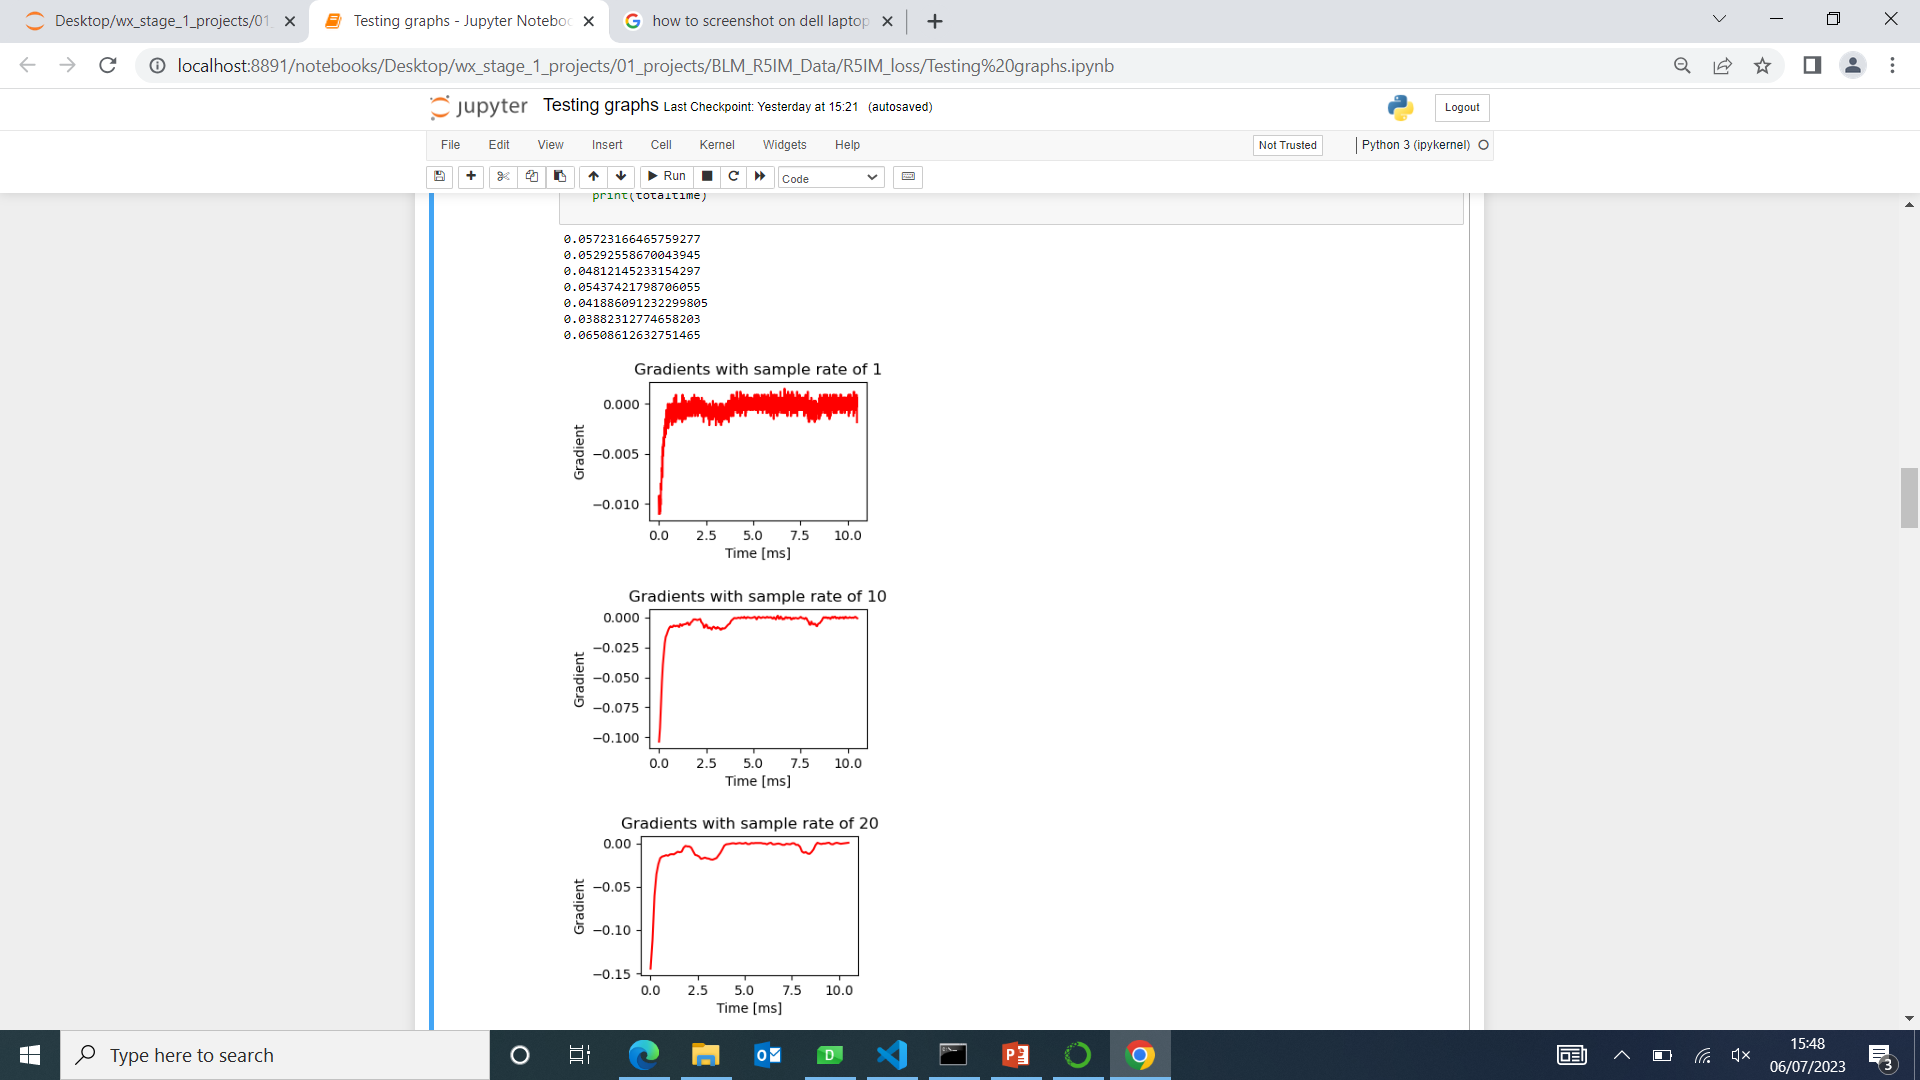 Desktop/wx_stage_1_projects/01_
Testing graphs - Jupyter Noteboo
how to screenshot on dell laptop
localhost:8891/notebooks/Desktop/wx_stage_1_projects/01_projects/BLM_R5IM_Data/R5IM_loss/Testing%20graphs.ipynb
jupyter Testing graphs Last Checkpoint: Yesterday at 15:21 (autosaved)
Logout
File Edit View Insert Cell Kernel Widgets Help
Not Trusted
Python 3 (ipykernel)
Run
Code
print(totaltime)
0.05723166465759277
0.05292558670043945
0.04812145233154297
0.05437421798706055
0.041886091232299805
0.03882312774658203
0.06508612632751465
Gradients with sample rate of 1
0.000
−0.005
−0.010
Gradient
0.0 2.5 5.0 7.5 10.0
Time [ms]
Gradients with sample rate of 10
0.000
−0.025
−0.050
−0.075
−0.100
Gradient
0.0 2.5 5.0 7.5 10.0
Time [ms]
Gradients with sample rate of 20
0.00
−0.05
−0.10
−0.15
Gradient
0.0 2.5 5.0 7.5 10.0
Time [ms]
Type here to search
15:48
06/07/2023
3